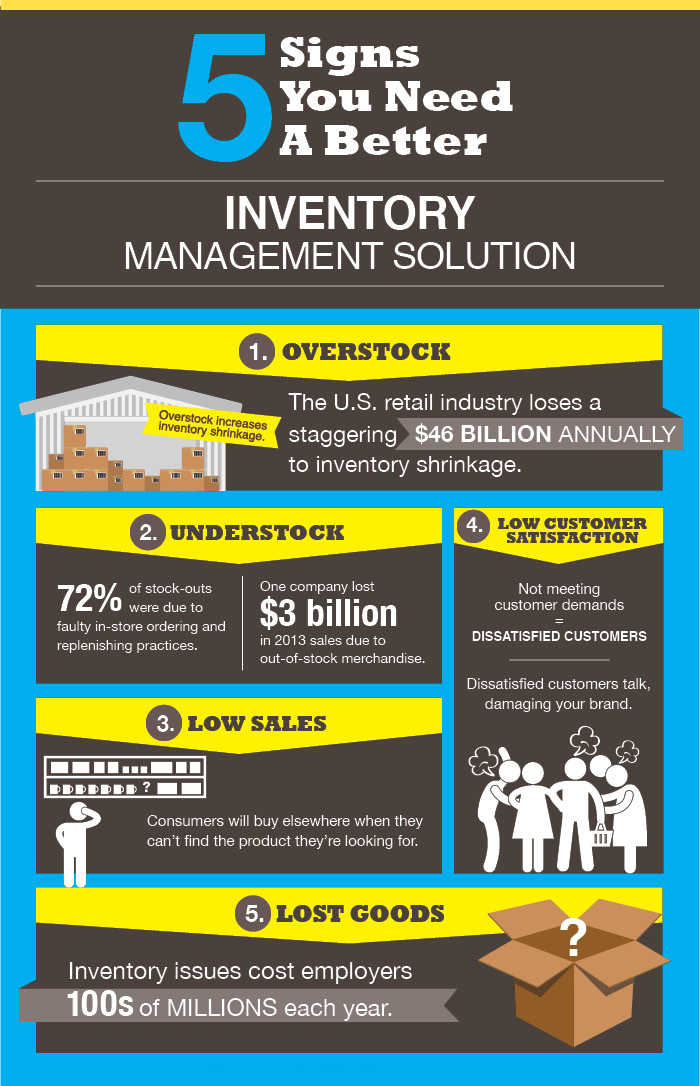 5 Signs
You Need
A Better
INVENTORY
MANAGEMENT SOLUTION
1. OVERSTOCK
Overstock increases
inventory shrinkage.
The U.S. retail industry loses a
staggering $46 BILLION ANNUALLY
to inventory shrinkage.
2. UNDERSTOCK
72% of stock-outs
were due to
faulty in-store ordering and
replenishing practices.
One company lost
$3 billion
in 2013 sales due to
out-of-stock merchandise.
3. LOW SALES
?
Consumers will buy elsewhere when they
can't find the product they're looking for.
4. LOW CUSTOMER
SATISFACTION
Not meeting
customer demands
=
DISSATISFIED CUSTOMERS
Dissatisfied customers talk,
damaging your brand.
5. LOST GOODS
?
Inventory issues cost employers
100s of MILLIONS each year.